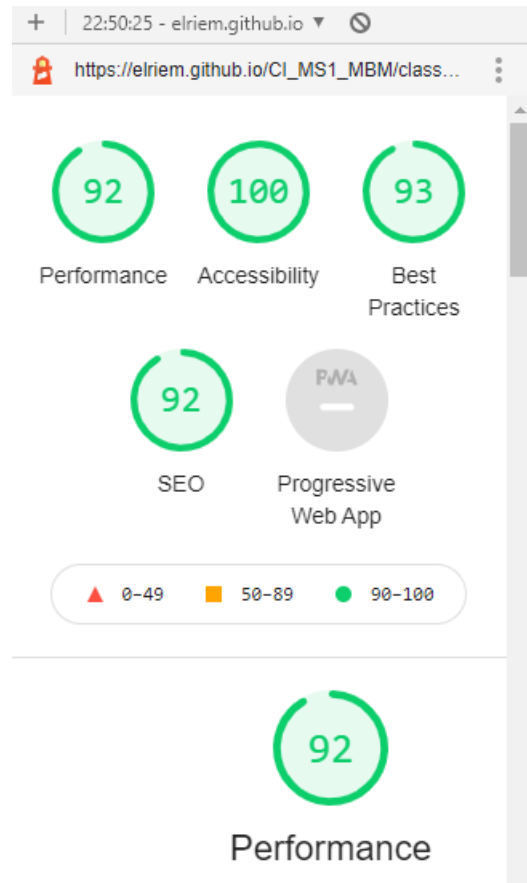 + 22:50:25 - elriem.github.io ▼
https://elriem.github.io/CI_MS1_MBM/class...
92 100 93
Performance Accessibility Best
Practices
92 PWA
SEO Progressive
Web App
0–49 50–89 90–100
92
Performance